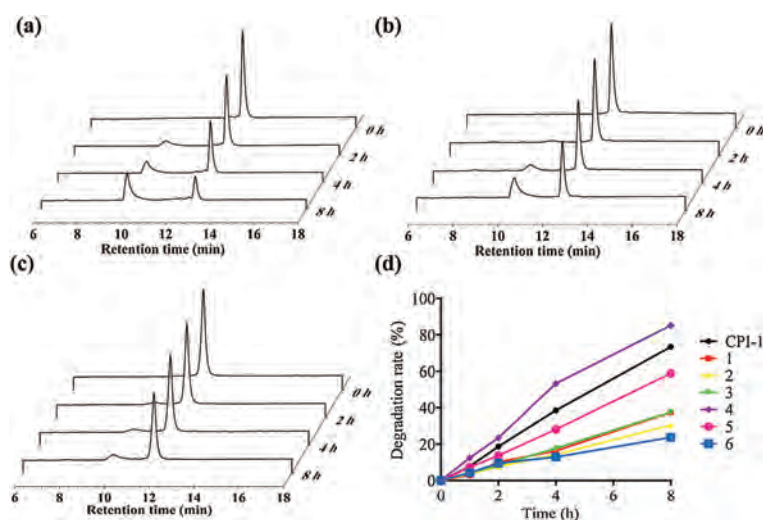 (a)
0 h
2 h
4 h
8 h
6 8 10 12 14 16 18
Retention time (min)
(b)
0 h
2 h
4 h
8 h
6 8 10 12 14 16 18
Retention time (min)
(c)
0 h
2 h
4 h
8 h
6 8 10 12 14 16 18
Retention time (min)
(d)
Degradation rate (%)
100
80
60
40
20
0
0 2 4 6 8
Time (h)
CPI-1
1
2
3
4
5
6